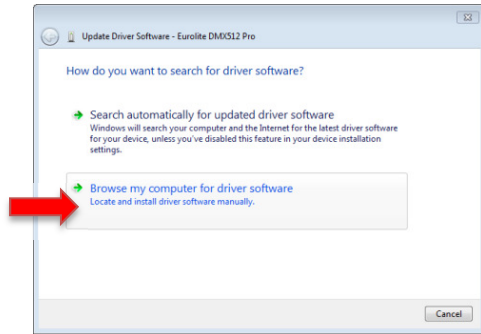 Update Driver Software - Eurolite DMX512 Pro
How do you want to search for driver software?
Search automatically for updated driver software
Windows will search your computer and the Internet for the latest driver software
for your device, unless you've disabled this feature in your device installation
settings.
Browse my computer for driver software
Locate and install driver software manually.
Cancel